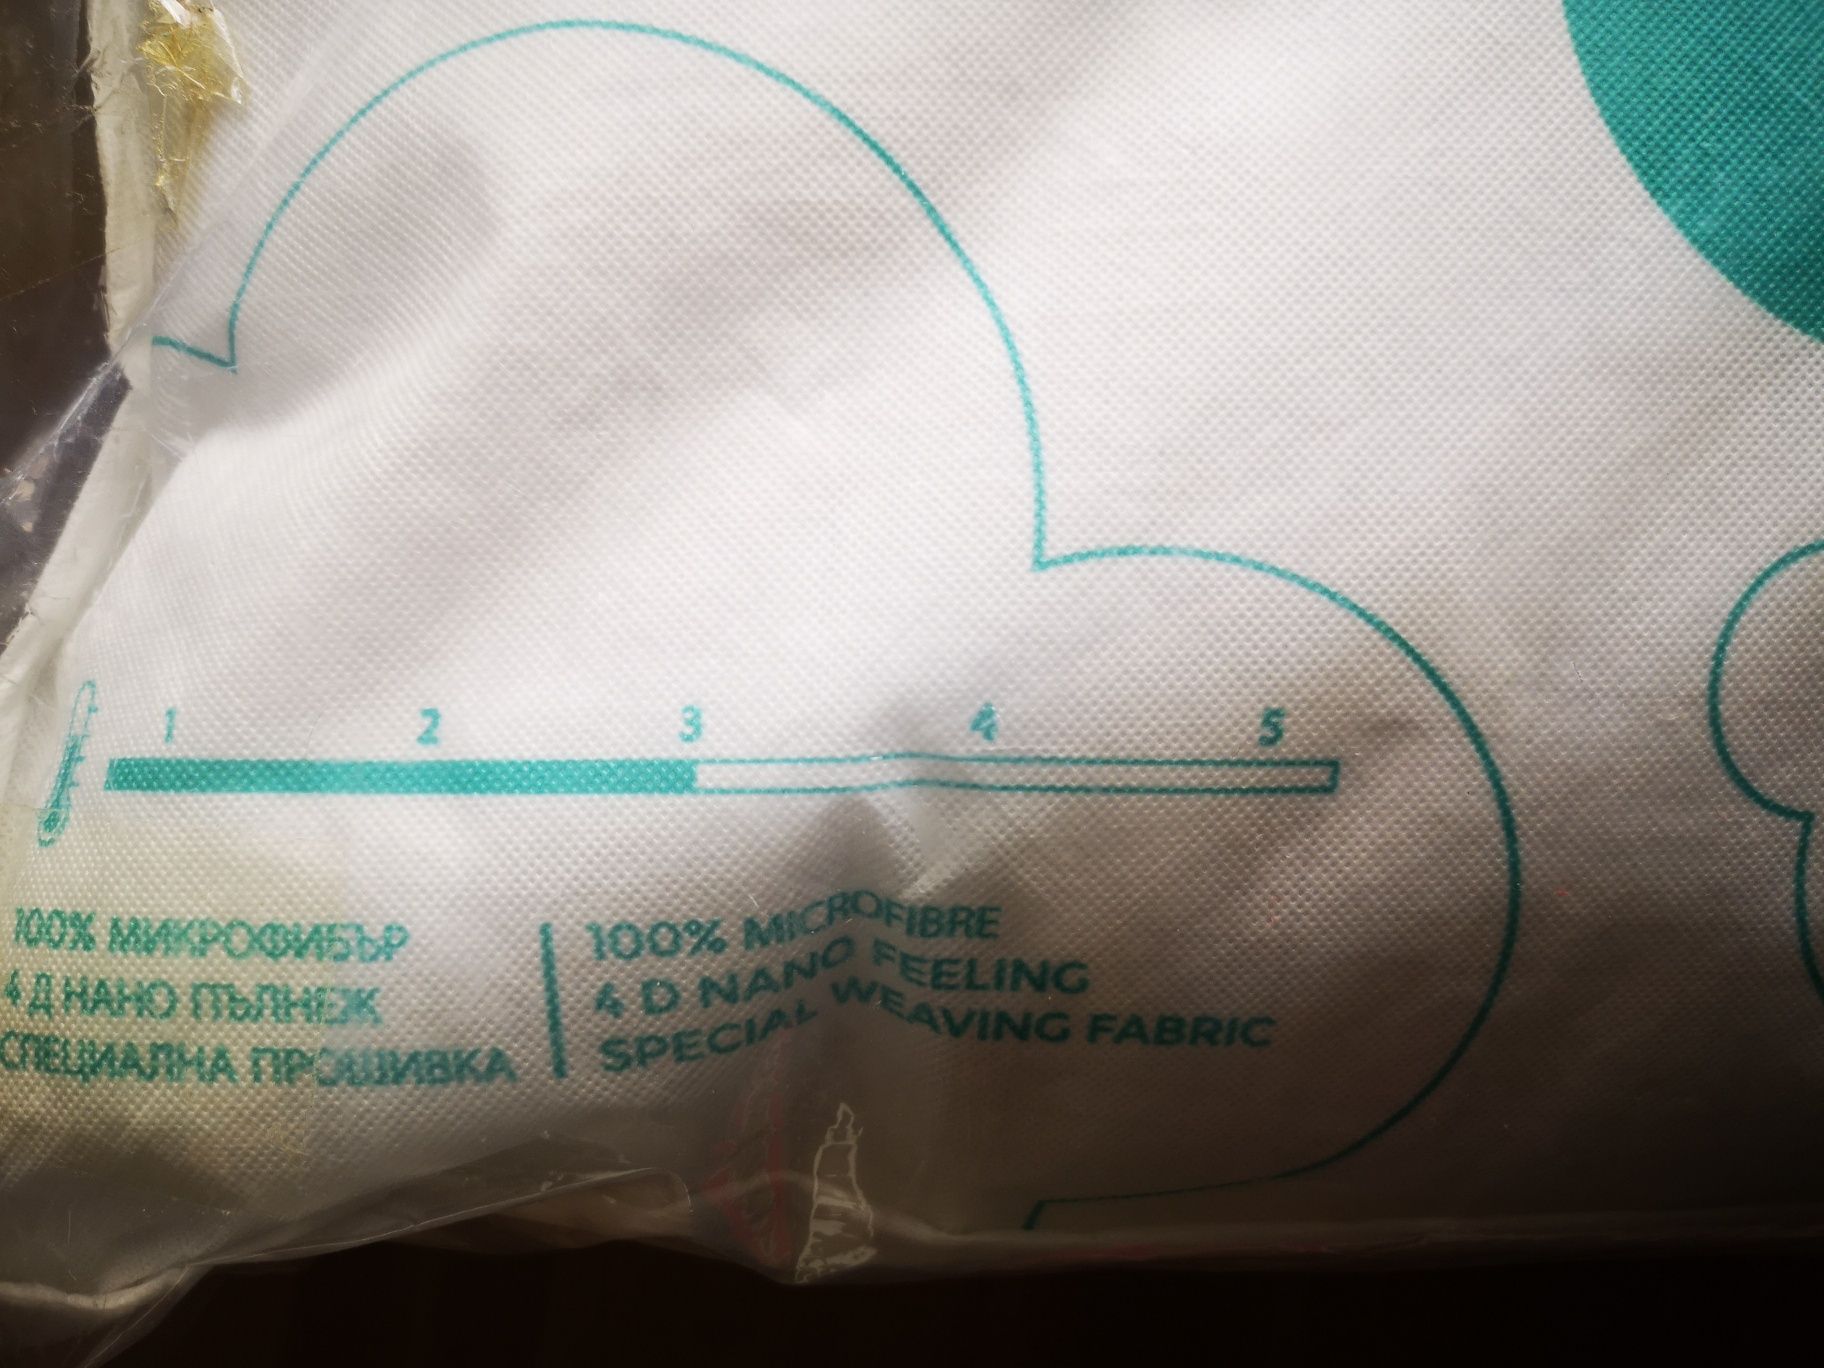 1 2 3 4 5
100% МИКРОФИБЪР
4 Д НАНО ПЪЛНЕЖ
СПЕЦИАЛНА ПРОШИВКА
100% MICROFIBRE
4 D NANO FEELING
SPECIAL WEAVING FABRIC